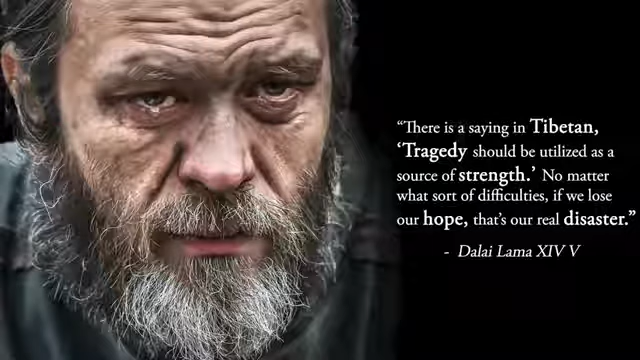 “There is a saying in Tibetan,
‘Tragedy should be utilized as a
source of strength.’ No matter
what sort of difficulties, if we lose
our hope, that’s our real disaster.”
- Dalai Lama XIV V